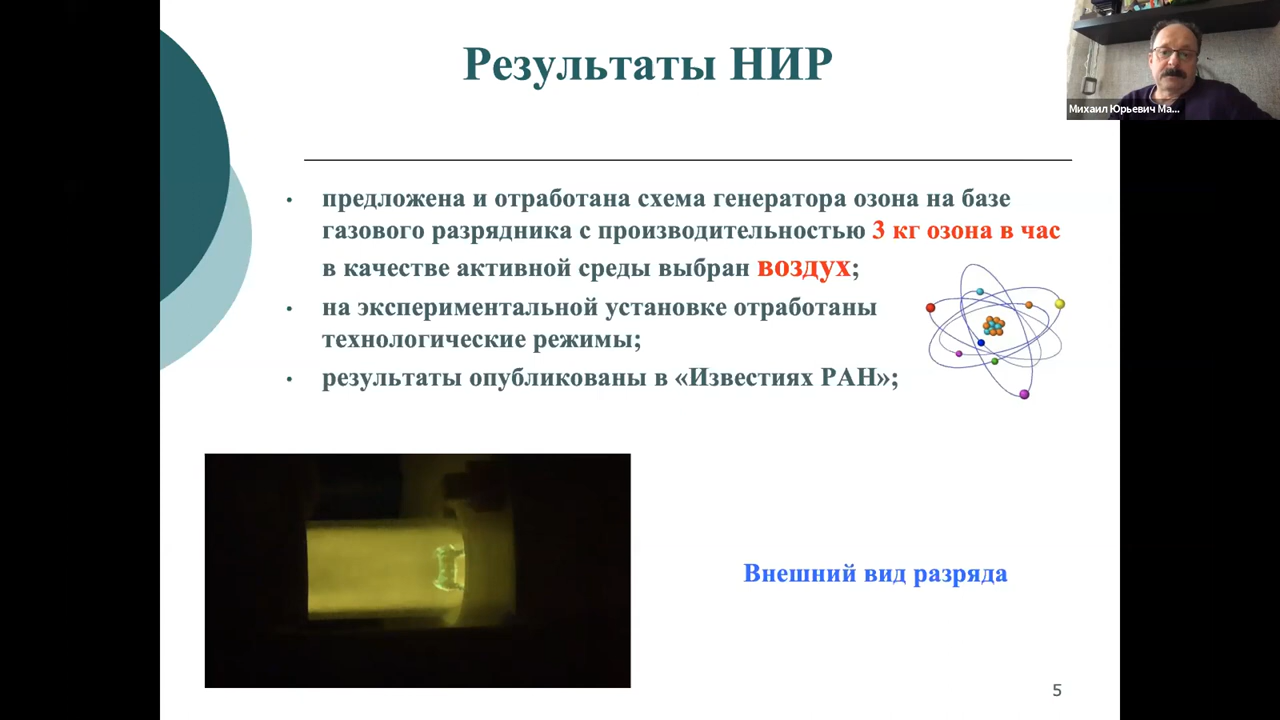 Результаты НИР
Михаил Юрьевич Ма...
• предложена и отработана схема генератора озона на базе
газового разрядника с производительностью 3 кг озона в час
в качестве активной среды выбран воздух;
• на экспериментальной установке отработаны
технологические режимы;
• результаты опубликованы в «Известиях РАН»;
Внешний вид разряда
5